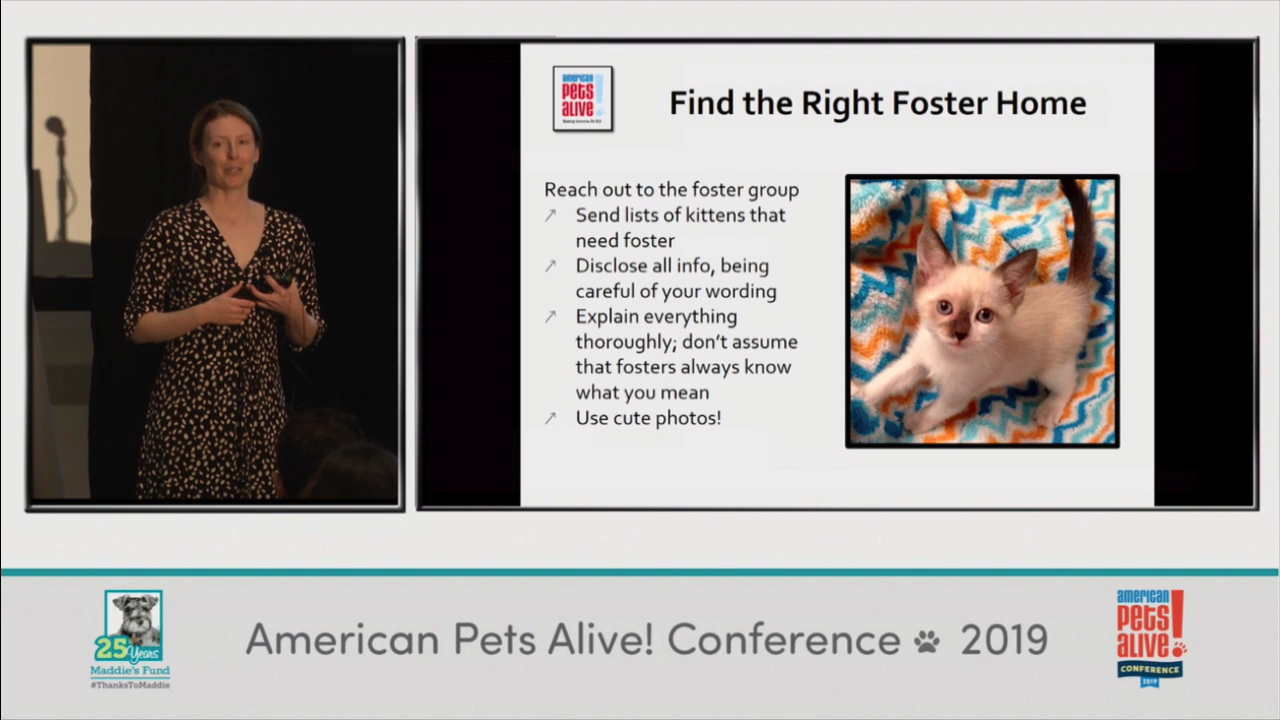 american
pets
alive!
Find the Right Foster Home
Reach out to the foster group
Send lists of kittens that
need foster
Disclose all info, being
careful of your wording
Explain everything
thoroughly; don't assume
that fosters always know
what you mean
Use cute photos!
25 Years
Maddie's Fund
#ThanksToMaddie
American Pets Alive! Conference 2019
american
pets
alive!
CONFERENCE
2019